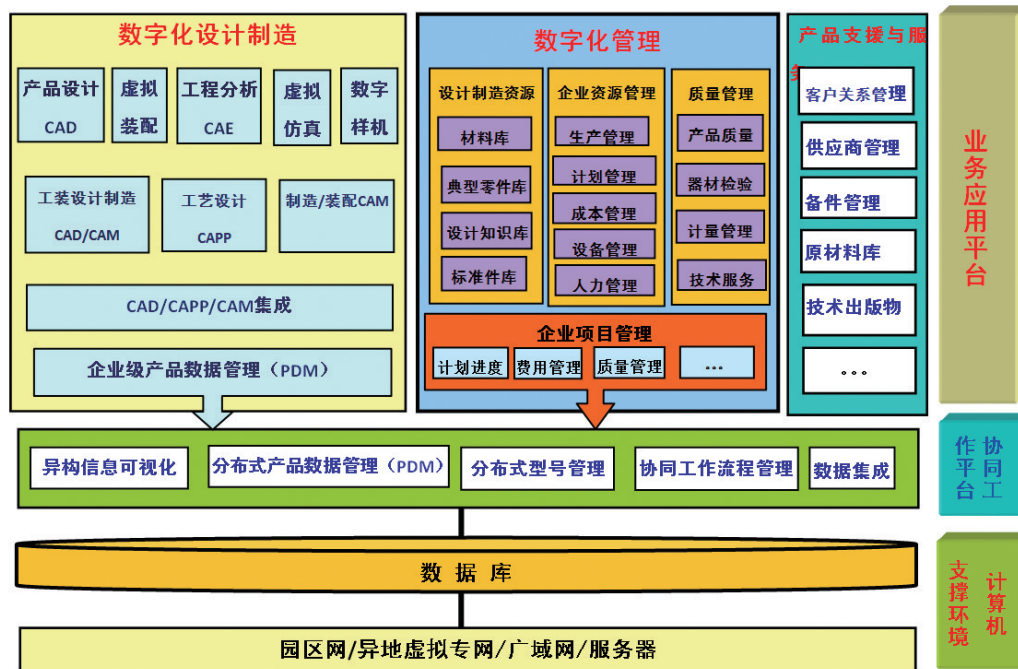 数字化设计制造
产品设计
CAD
虚拟
装配
工程分析
CAE
虚拟
仿真
数字
样机
工装设计制造
CAD/CAM
工艺设计
CAPP
制造/装配CAM
CAD/CAPP/CAM集成
企业级产品数据管理（PDM）
数字化管理
设计制造资源
材料库
典型零件库
设计知识库
标准件库
企业资源管理
生产管理
计划管理
成本管理
设备管理
人力管理
质量管理
产品质量
器材检验
计量管理
技术服务
企业项目管理
计划进度
费用管理
质量管理
...
产品支援与服
务
客户关系管理
供应商管理
备件管理
原材料库
技术出版物
。。。
业务应用平台
异构信息可视化
分布式产品数据管理（PDM）
分布式型号管理
协同工作流程管理
数据集成
协同工
作平台
数 据 库
计算机
支撑环境
园区网/异地虚拟专网/广域网/服务器